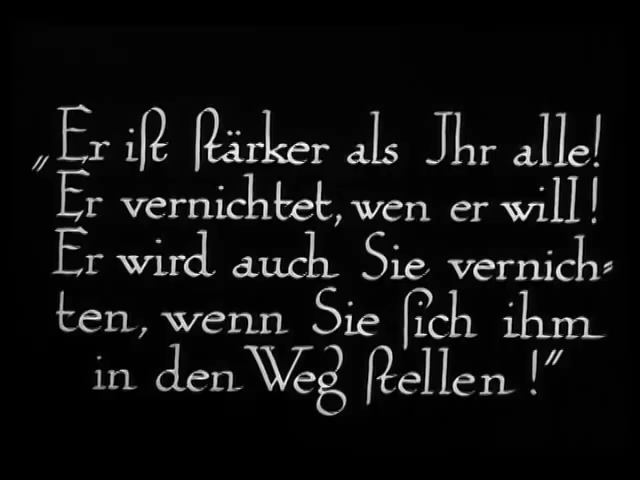 „Er iſt ſtärker als Ihr alle!
Er vernichtet, wen er will!
Er wird auch Sie vernich⸗
ten, wenn Sie ſich ihm
in den Weg ſtellen!“